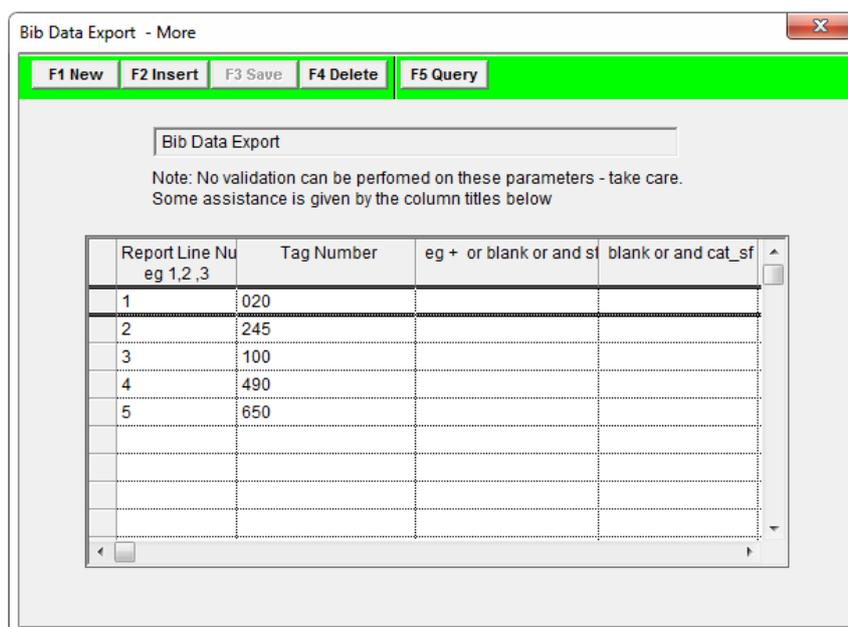 Bib Data Export - More
F1 New F2 Insert F3 Save F4 Delete F5 Query
Bib Data Export
Note: No validation can be perfomed on these parameters - take care.
Some assistance is given by the column titles below
Report Line Nu Tag Number eg + or blank or and sf blank or and cat_sf
eg 1,2 ,3
1 020
2 245
3 100
4 490
5 650